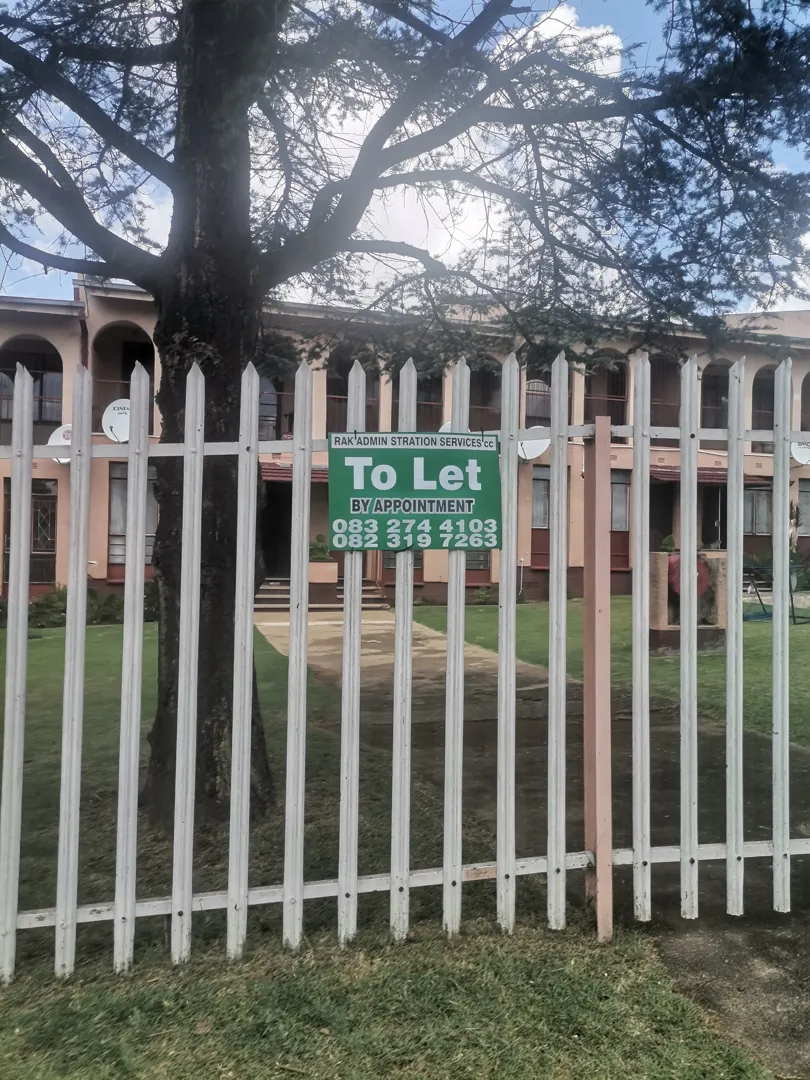 RAK ADMIN STRATION SERVICES cc
To Let
BY APPOINTMENT
083 274 4103
082 319 7263